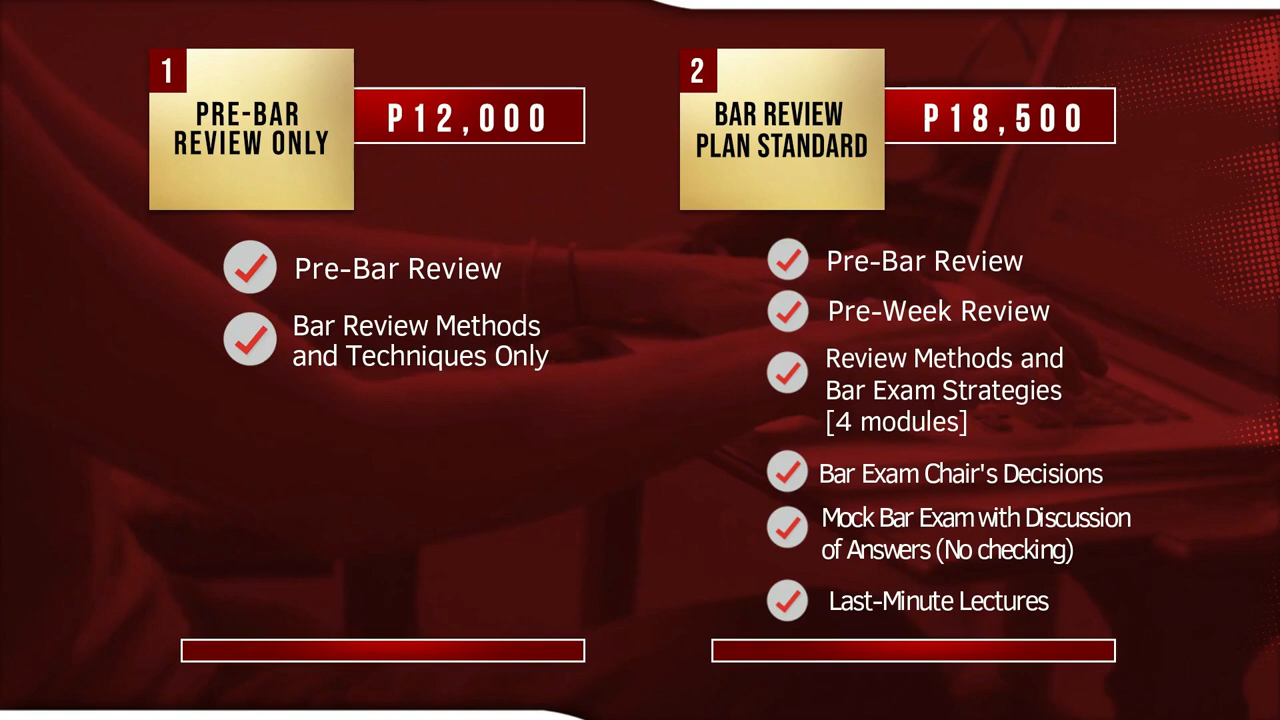 1
PRE-BAR
REVIEW ONLY
P12,000
Pre-Bar Review
Bar Review Methods
and Techniques Only
2
BAR REVIEW
PLAN STANDARD
P18,500
Pre-Bar Review
Pre-Week Review
Review Methods and
Bar Exam Strategies
[4 modules]
Bar Exam Chair's Decisions
Mock Bar Exam with Discussion
of Answers (No checking)
Last-Minute Lectures